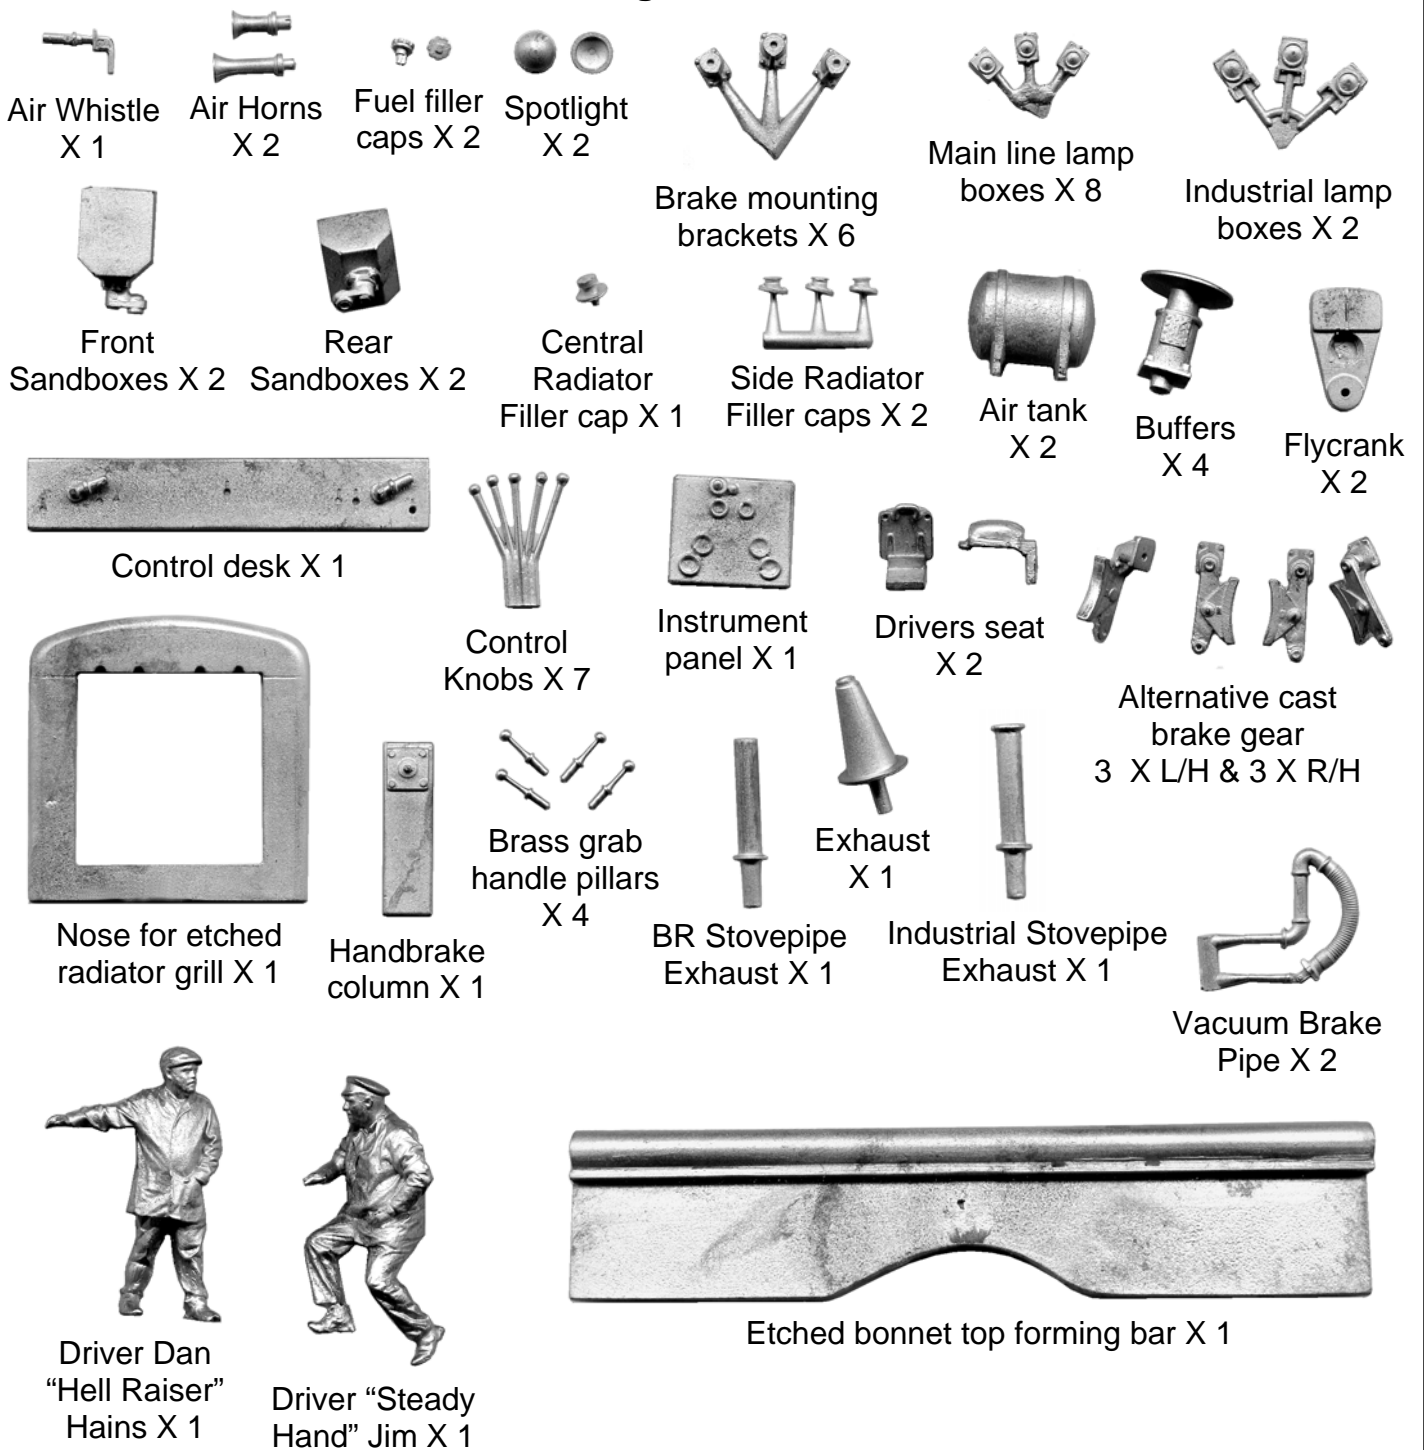 Air Whistle
X 1
Air Horns
X 2
Fuel filler
caps X 2
Spotlight
X 2
Brake mounting
brackets X 6
Main line lamp
boxes X 8
Industrial lamp
boxes X 2
Front
Sandboxes X 2
Rear
Sandboxes X 2
Central
Radiator
Filler cap X 1
Side Radiator
Filler caps X 2
Air tank
X 2
Buffers
X 4
Flycrank
X 2
Control desk X 1
Control
Knobs X 7
Instrument
panel X 1
Drivers seat
X 2
Alternative cast
brake gear
3 X L/H & 3 X R/H
Nose for etched
radiator grill X 1
Handbrake
column X 1
Brass grab
handle pillars
X 4
BR Stovepipe
Exhaust X 1
Exhaust
X 1
Industrial Stovepipe
Exhaust X 1
Vacuum Brake
Pipe X 2
Driver Dan
“Hell Raiser”
Hains X 1
Driver “Steady
Hand” Jim X 1
Etched bonnet top forming bar X 1